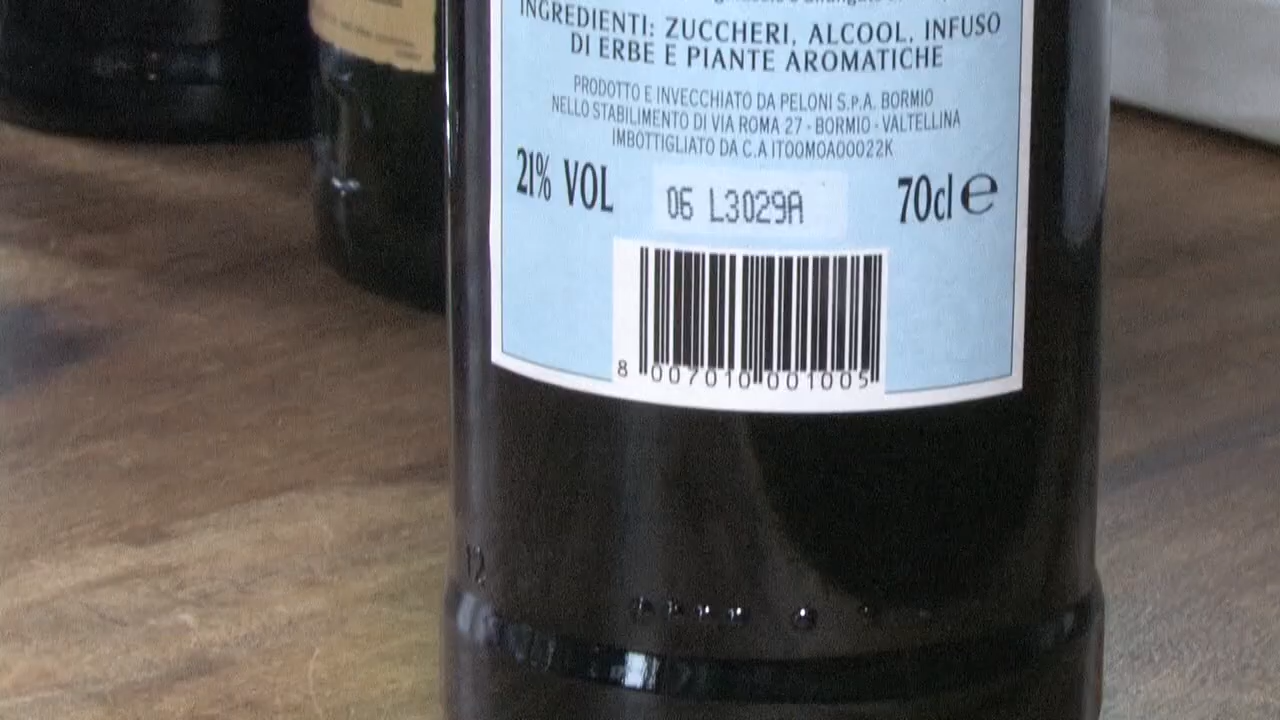 INGREDIENTI: ZUCCHERI, ALCOOL, INFUSO
DI ERBE E PIANTE AROMATICHE
PRODOTTO E INVECCHIATO DA PELONI S.P.A. BORMIO
NELLO STABILIMENTO DI VIA ROMA 27 - BORMIO - VALTELLINA
IMBOTTIGLIATO DA C.A IT00MOA00022K
21% VOL
06 L3029A
70cl e
8 007010 001005
12